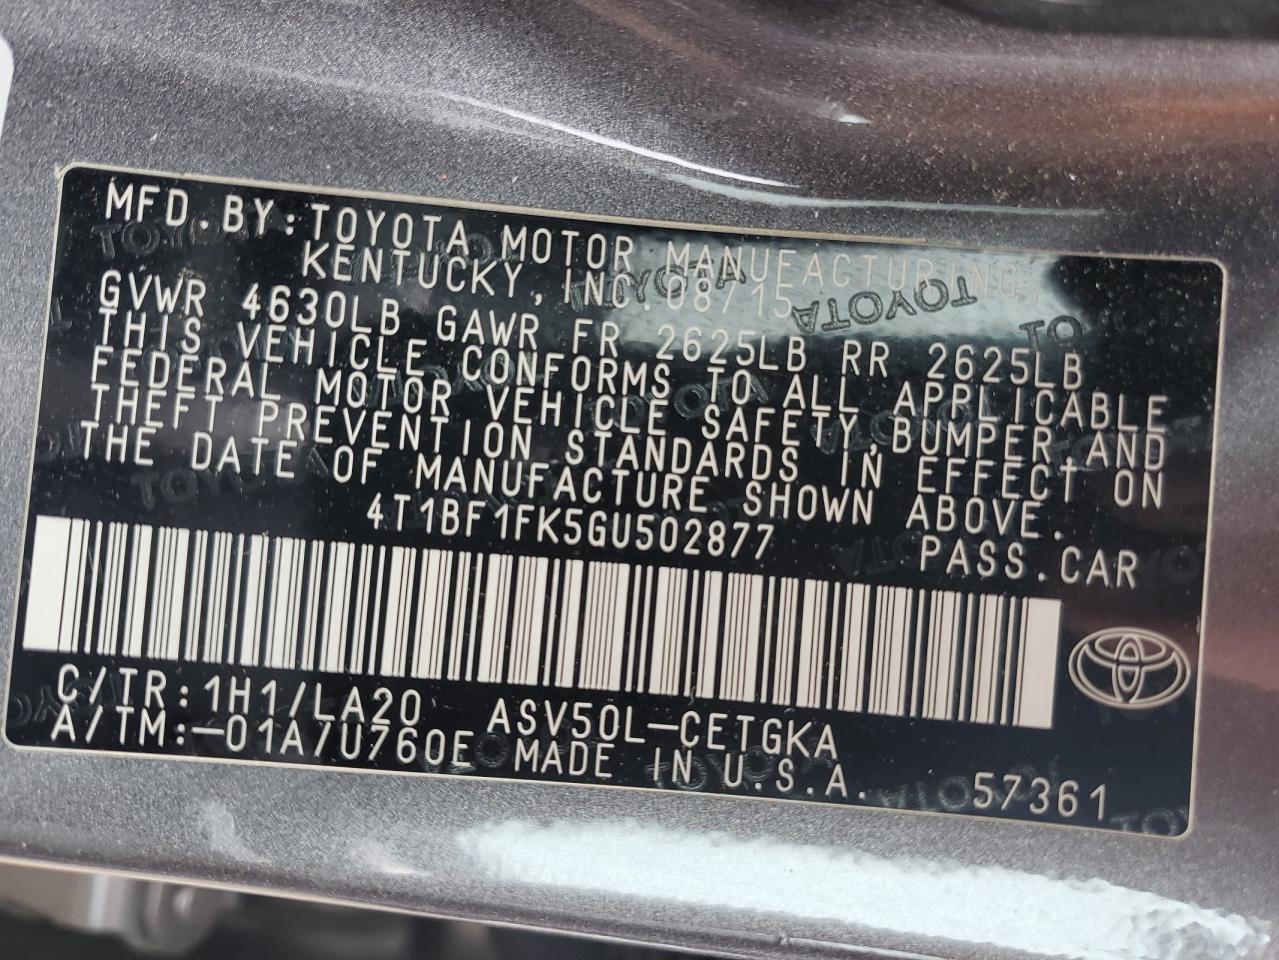 MFD.BY:TOYOTA MOTOR MANUFACTURING,
KENTUCKY, INC.08/15
GVWR 4630LB GAWR FR 2625LB RR 2625LB
THIS VEHICLE CONFORMS TO ALL APPLICABLE
FEDERAL MOTOR VEHICLE SAFETY,BUMPER,AND
THEFT PREVENTION STANDARDS IN EFFECT ON
THE DATE OF MANUFACTURE SHOWN ABOVE.
4T1BF1FK5GU502877 PASS.CAR
C/TR:1H1/LA20 ASV50L-CETGKA
A/TM:-01A/U760E MADE IN U.S.A. 57361